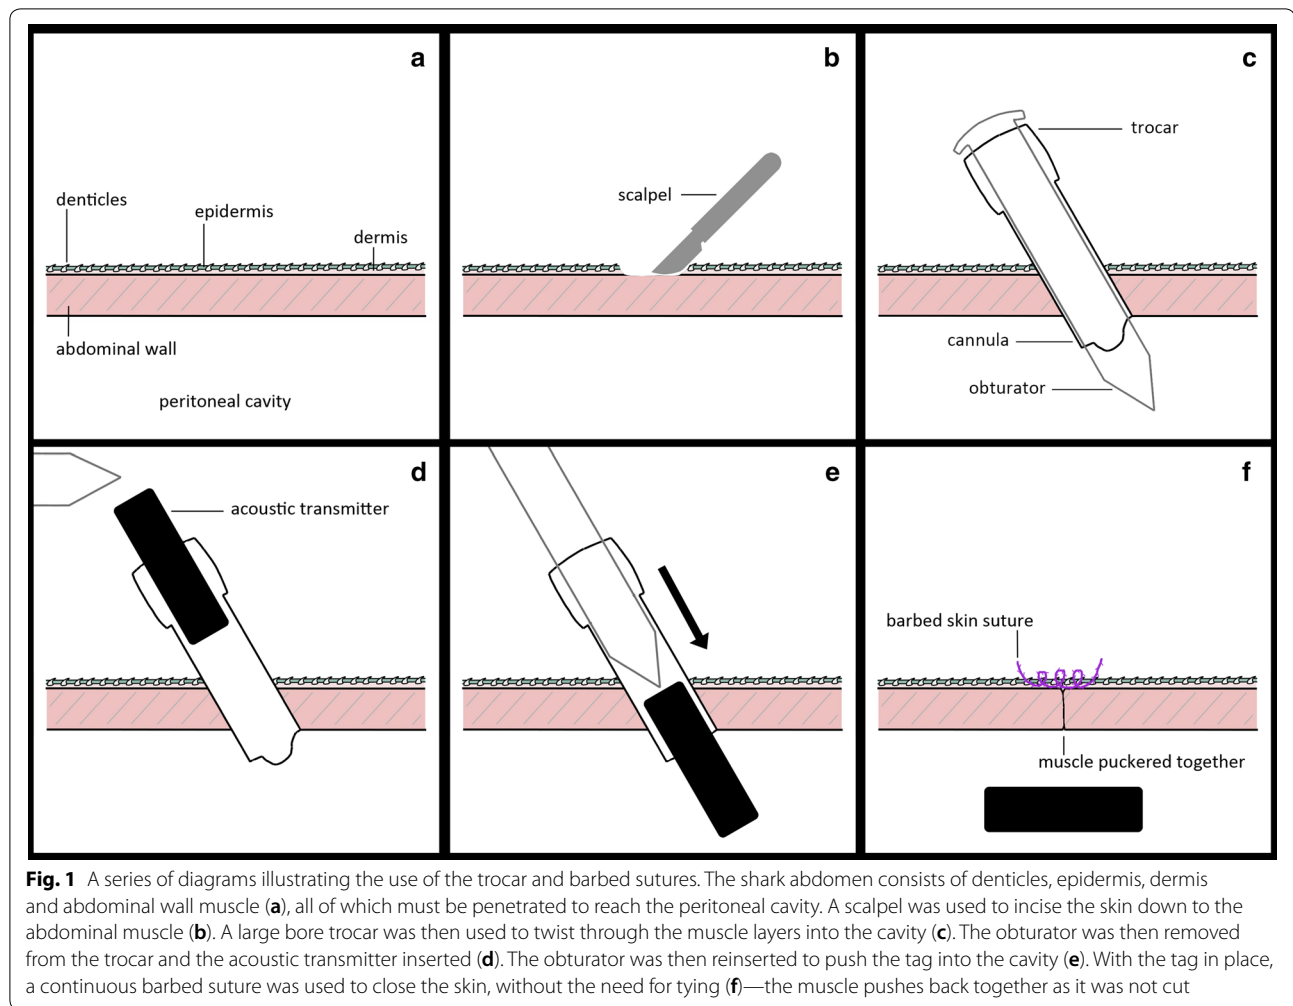 a
denticles
epidermis
dermis
abdominal wall
peritoneal cavity
b
scalpel
c
trocar
cannula
obturator
d
acoustic transmitter
e
f
barbed skin suture
muscle puckered together
Fig. 1 A series of diagrams illustrating the use of the trocar and barbed sutures. The shark abdomen consists of denticles, epidermis, dermis
and abdominal wall muscle (a), all of which must be penetrated to reach the peritoneal cavity. A scalpel was used to incise the skin down to the
abdominal muscle (b). A large bore trocar was then used to twist through the muscle layers into the cavity (c). The obturator was then removed
from the trocar and the acoustic transmitter inserted (d). The obturator was then reinserted to push the tag into the cavity (e). With the tag in place,
a continuous barbed suture was used to close the skin, without the need for tying (f)—the muscle pushes back together as it was not cut